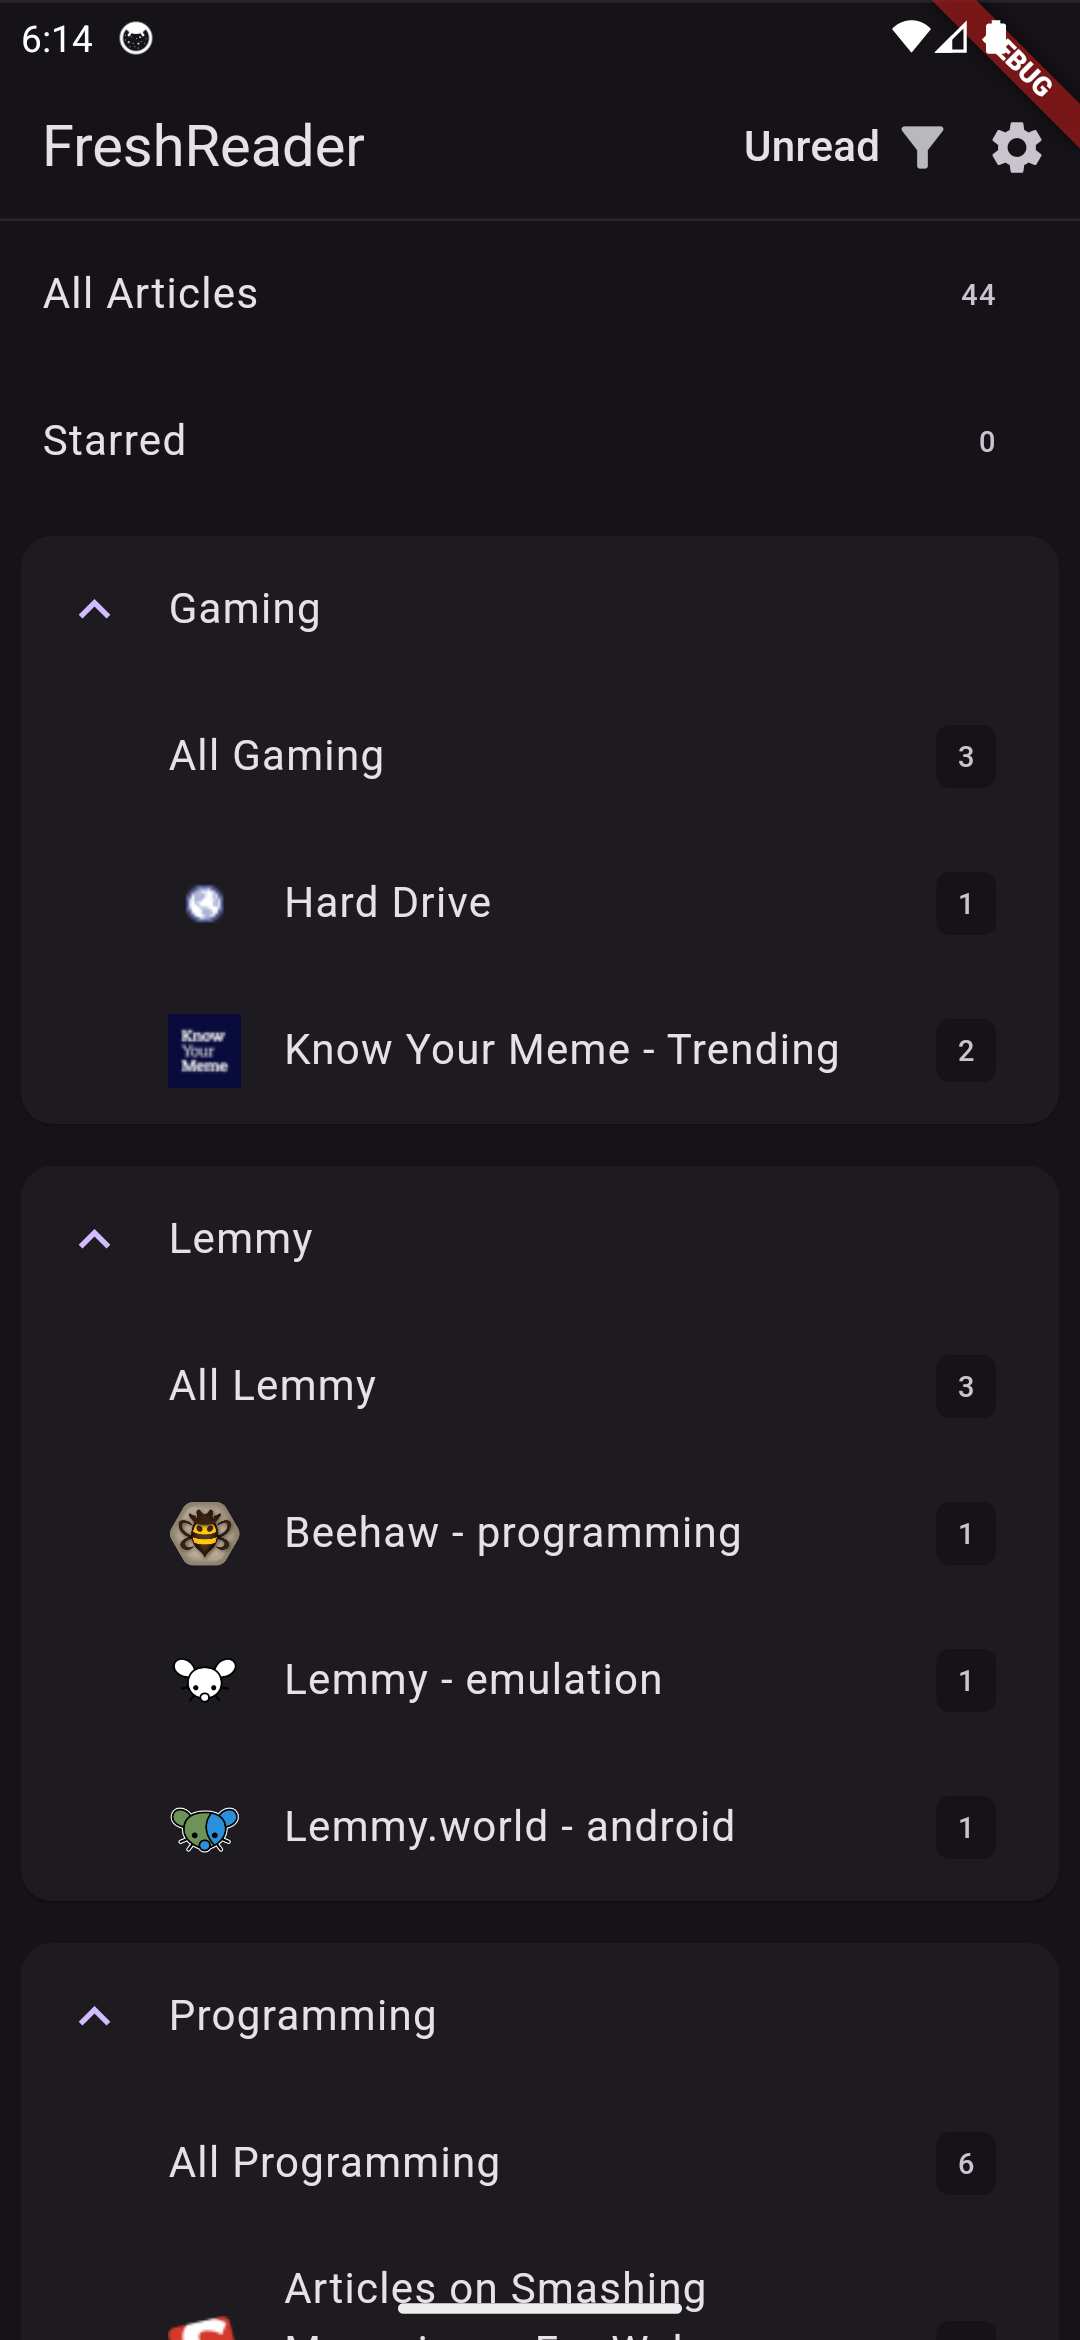 6:14
EBUG
FreshReader
Unread
All Articles
44
Starred
0
Gaming
All Gaming
3
Hard Drive
1
Know
Your
Meme
Know Your Meme - Trending
2
Lemmy
All Lemmy
3
Beehaw - programming
1
Lemmy - emulation
1
Lemmy.world - android
1
Programming
All Programming
6
Articles on Smashing